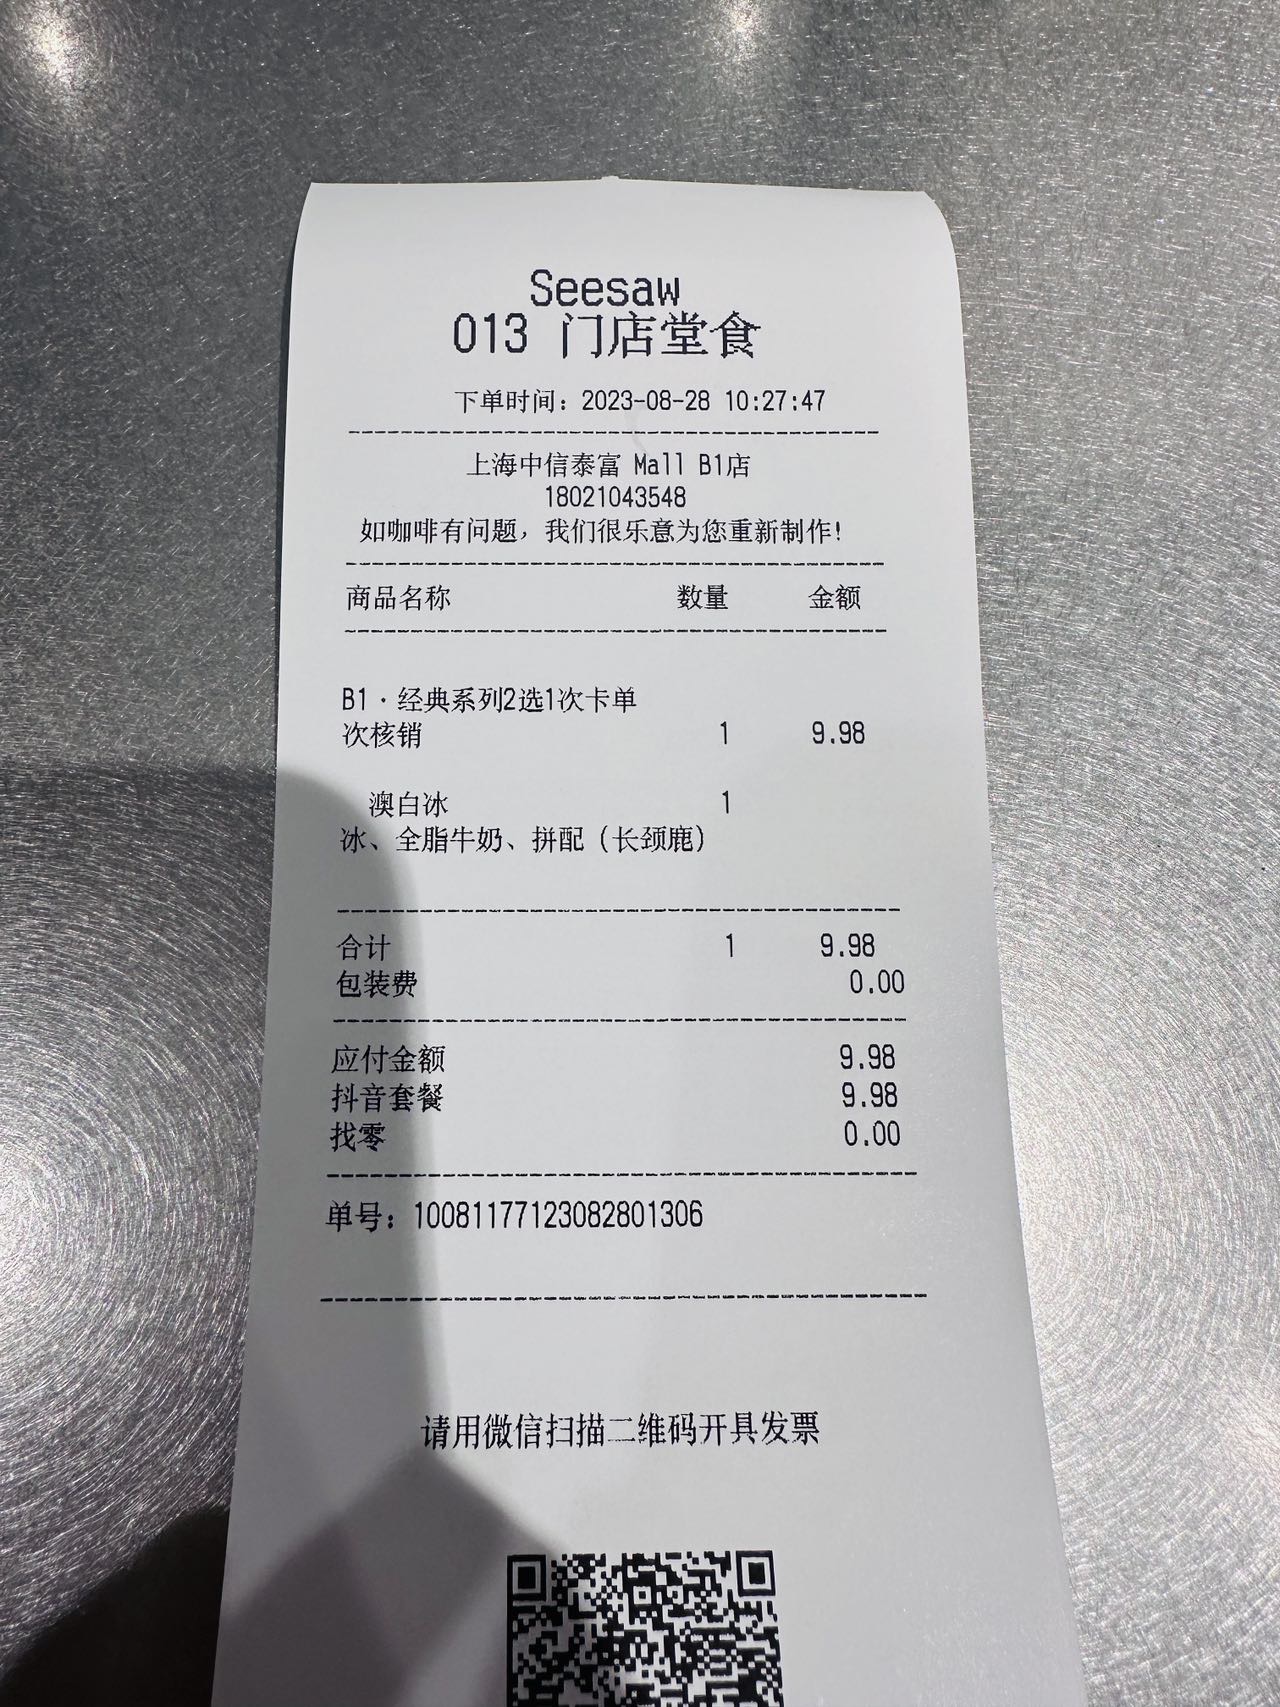 Seesaw
013 门店堂食
下单时间：2023-08-28 10:27:47
上海中信泰富 Mall B1店
18021043548
如咖啡有问题，我们很乐意为您重新制作！
商品名称 数量 金额
B1·经典系列2选1次卡单
次核销 1 9.98
澳白冰 1
冰、全脂牛奶、拼配（长颈鹿）
合计 1 9.98
包装费 0.00
应付金额 9.98
抖音套餐 9.98
找零 0.00
单号：10081177123082801306
请用微信扫描二维码开具发票